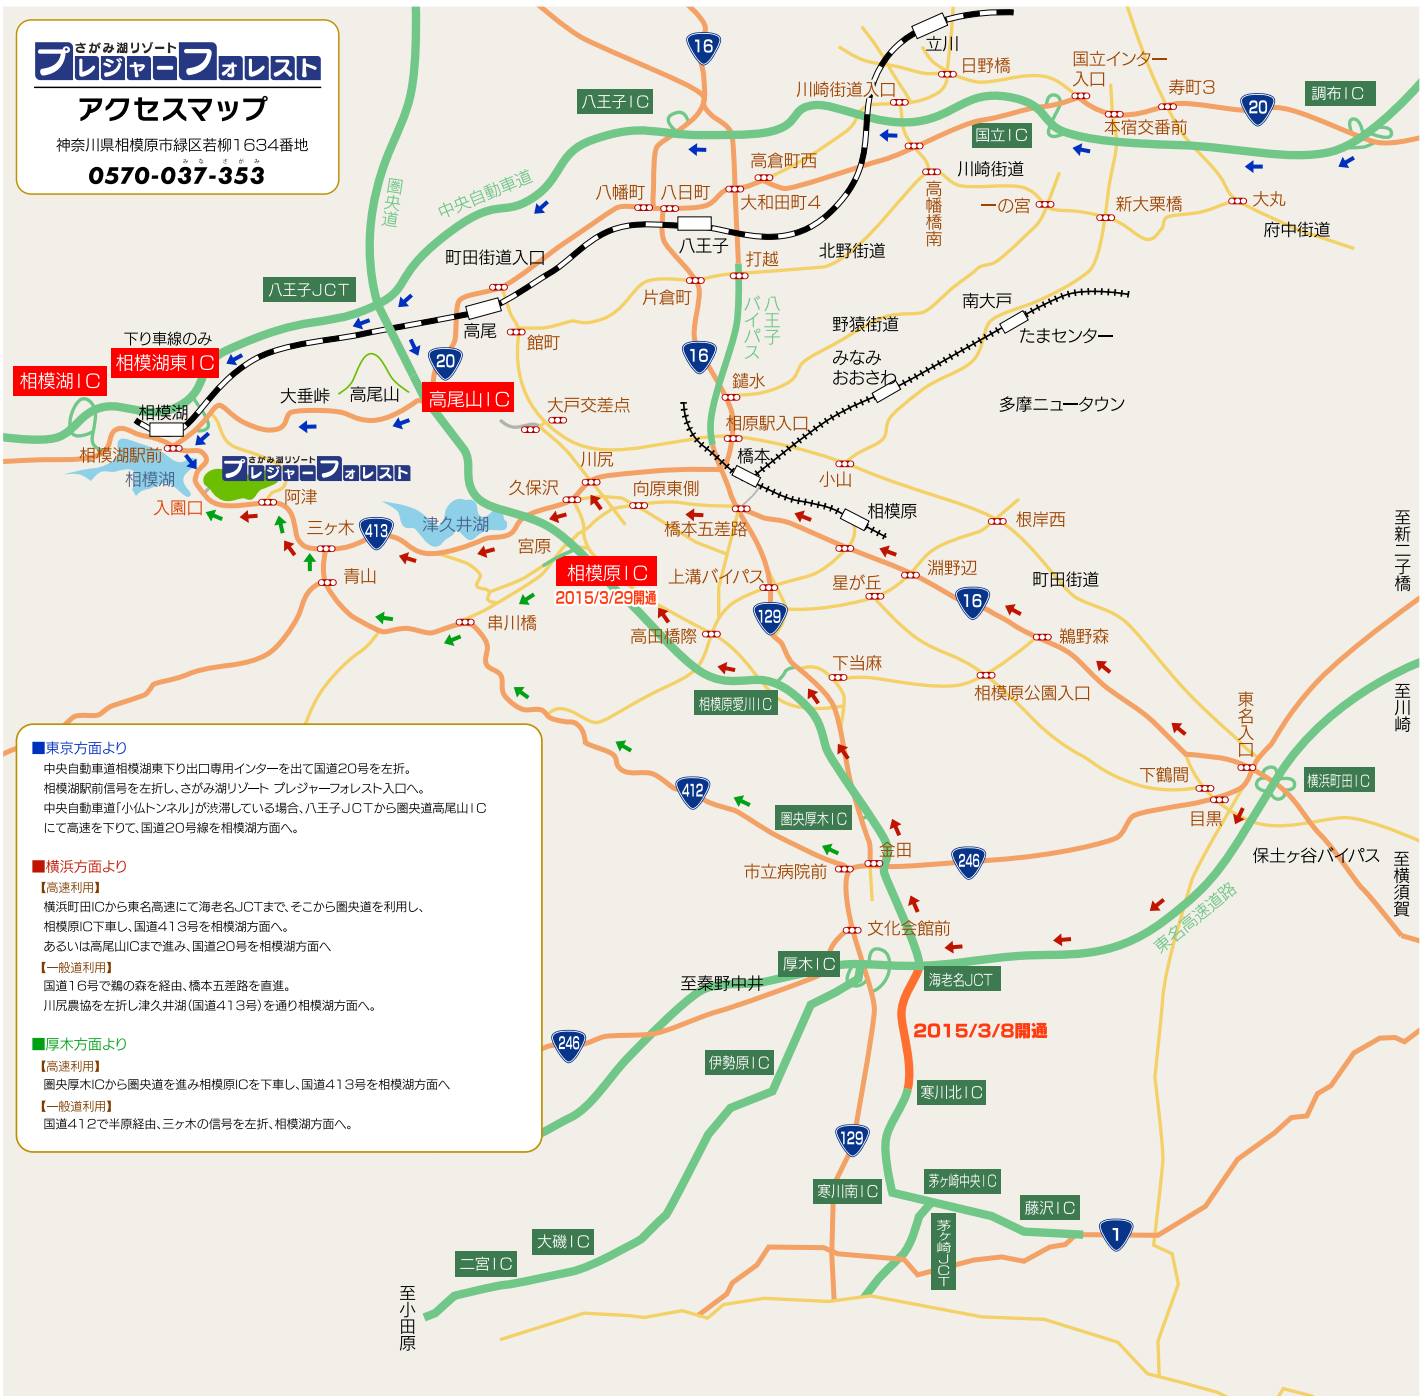 さがみ湖リゾート
プレジャーフォレスト
アクセスマップ
神奈川県相模原市緑区若柳1634番地
みな さがみ
0570-037-353
16
立川
日野橋
国立インター
入口
寿町3
川崎街道入口
八王子IC
調布IC
20
国立IC
本宿交番前
圏央道
中央自動車道
高倉町西
川崎街道
八幡町
八日町
大和田町4
高幡橋南
一の宮
新大栗橋
大丸
府中街道
八王子
町田街道入口
打越
北野街道
八王子JCT
片倉町
八王子
バイパス
南大戸
高尾
野猿街道
たまセンター
下り車線のみ
相模湖東IC
館町
16
みなみ
おおさわ
20
相模湖IC
鑓水
大垂峠
高尾山
高尾山IC
大戸交差点
多摩ニュータウン
相模湖
相原駅入口
相模湖駅前
橋本
さがみ湖リゾート
プレジャーフォレスト
川尻
小山
相模湖
入園口
阿津
久保沢
向原東側
相模原
根岸西
三ヶ木
413
津久井湖
橋本五差路
至新二子橋
宮原
相模原IC
2015/3/29開通
上溝バイパス
星が丘
淵野辺
町田街道
青山
129
16
串川橋
高田橋際
鵜野森
下当麻
相模原公園入口
相模原愛川IC
東名入口
至川崎
下鶴間
横浜町田IC
412
圏央厚木IC
目黒
金田
246
保土ヶ谷バイパス
市立病院前
至横須賀
文化会館前
東名高速道路
厚木IC
至秦野中井
海老名JCT
246
2015/3/8開通
伊勢原IC
寒川北IC
129
寒川南IC
茅ヶ崎中央IC
藤沢IC
茅ヶ崎JCT
1
大磯IC
二宮IC
至小田原
■東京方面より
中央自動車道相模湖東下り出口専用インターを出て国道20号を左折。
相模湖駅前信号を左折し、さがみ湖リゾート プレジャーフォレスト入口へ。
中央自動車道「小仏トンネル」が渋滞している場合、八王子JCTから圏央道高尾山IC
にて高速を下りて、国道20号線を相模湖方面へ。
■横浜方面より
【高速利用】
横浜町田ICから東名高速にて海老名JCTまで、そこから圏央道を利用し、
相模原IC下車し、国道413号を相模湖方面へ。
あるいは高尾山ICまで進み、国道20号を相模湖方面へ
【一般道利用】
国道16号で鵜の森を経由、橋本五差路を直進。
川尻農協を左折し津久井湖（国道413号）を通り相模湖方面へ。
■厚木方面より
【高速利用】
圏央厚木ICから圏央道を進み相模原ICを下車し、国道413号を相模湖方面へ
【一般道利用】
国道412で半原経由、三ヶ木の信号を左折、相模湖方面へ。